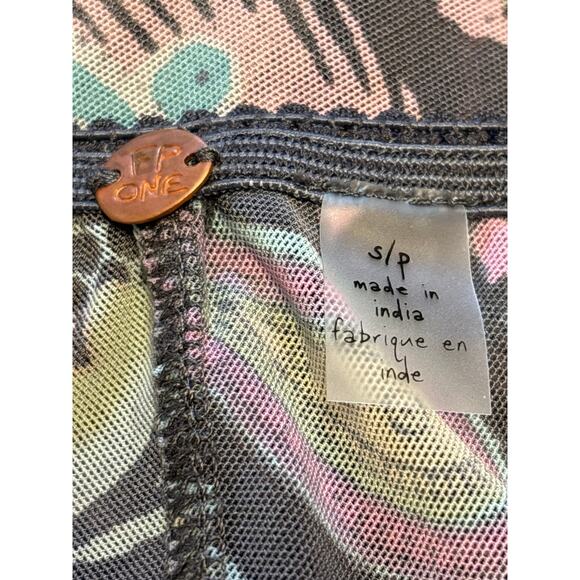 FP
ONE
s/p
made in
india
fabrique en
inde